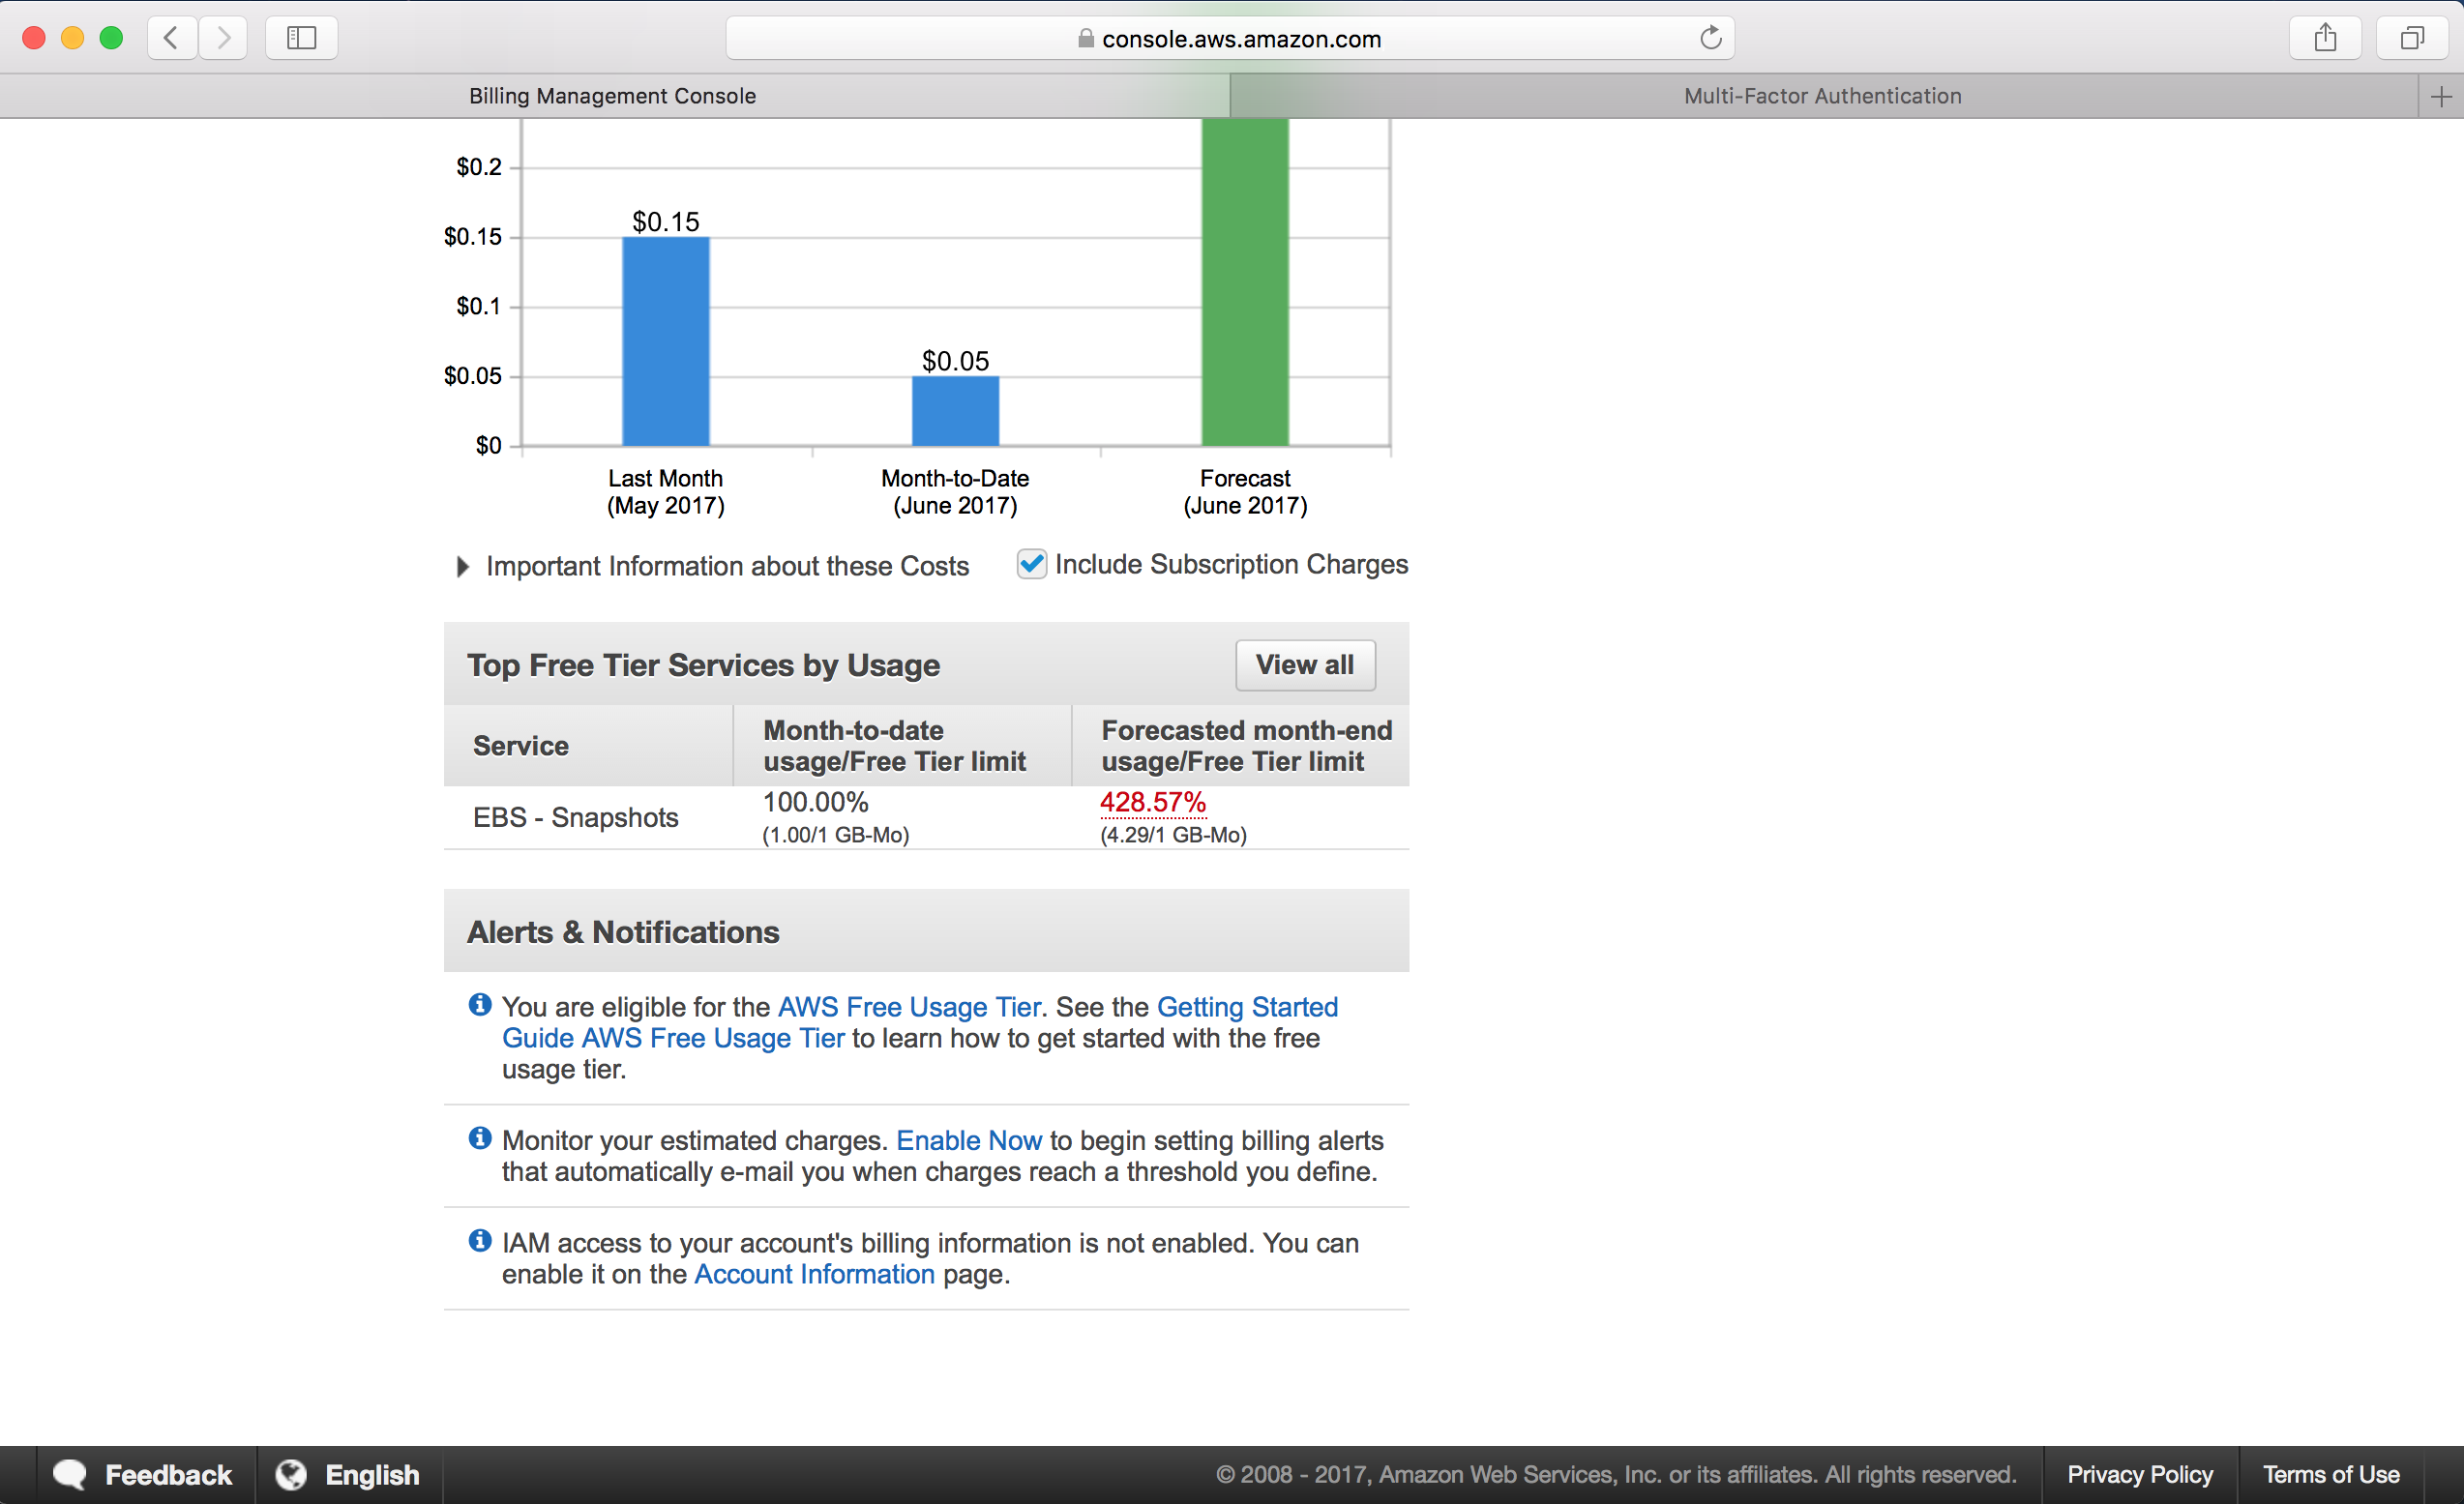 console.aws.amazon.com
Billing Management Console
Multi-Factor Authentication
$0.2
$0.15
$0.15
$0.1
$0.05
$0.05
$0
Last Month
(May 2017)
Month-to-Date
(June 2017)
Forecast
(June 2017)
Important Information about these Costs
Include Subscription Charges
Top Free Tier Services by Usage
View all
Service
Month-to-date
usage/Free Tier limit
Forecasted month-end
usage/Free Tier limit
EBS - Snapshots
100.00%
(1.00/1 GB-Mo)
428.57%
(4.29/1 GB-Mo)
Alerts & Notifications
You are eligible for the AWS Free Usage Tier. See the Getting Started
Guide AWS Free Usage Tier to learn how to get started with the free
usage tier.
Monitor your estimated charges. Enable Now to begin setting billing alerts
that automatically e-mail you when charges reach a threshold you define.
IAM access to your account's billing information is not enabled. You can
enable it on the Account Information page.
Feedback
English
© 2008 - 2017, Amazon Web Services, Inc. or its affiliates. All rights reserved.
Privacy Policy
Terms of Use